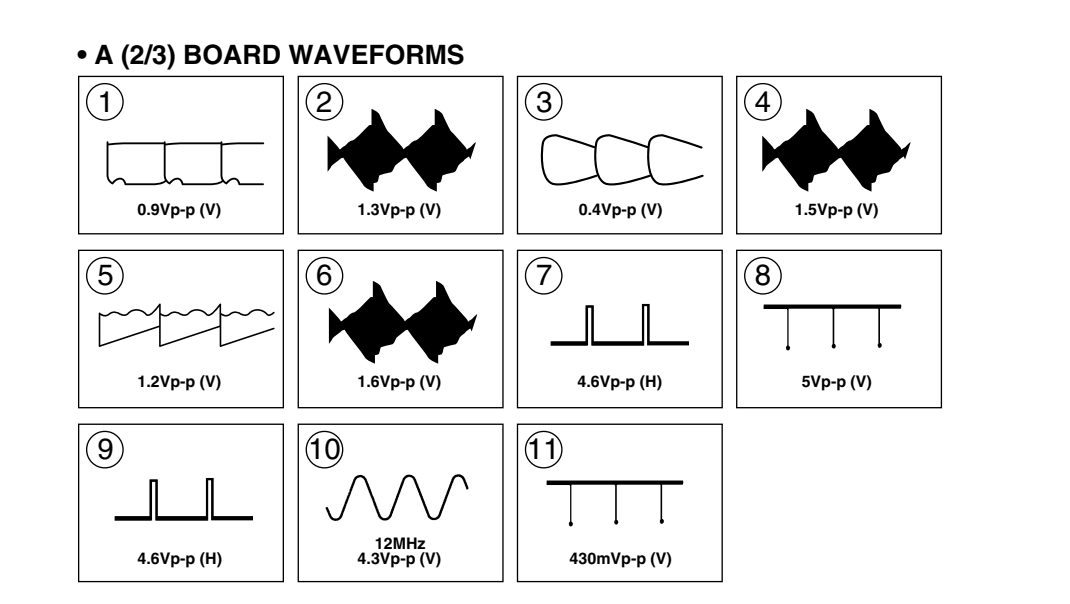 • A (2/3) BOARD WAVEFORMS
1
0.9Vp-p (V)
2
1.3Vp-p (V)
3
0.4Vp-p (V)
4
1.5Vp-p (V)
5
1.2Vp-p (V)
6
1.6Vp-p (V)
7
4.6Vp-p (H)
8
5Vp-p (V)
9
4.6Vp-p (H)
10
12MHz
4.3Vp-p (V)
11
430mVp-p (V)